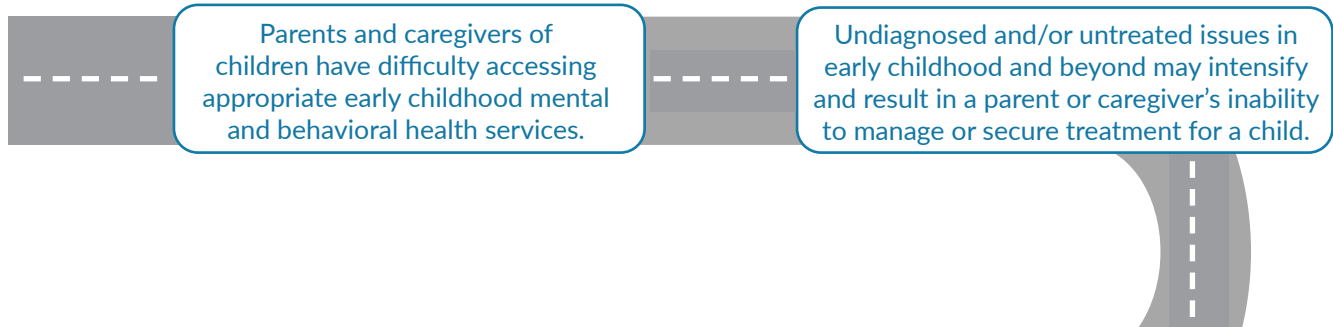 Parents and caregivers of
children have difficulty accessing
appropriate early childhood mental
and behavioral health services.
Undiagnosed and/or untreated issues in
early childhood and beyond may intensify
and result in a parent or caregiver’s inability
to manage or secure treatment for a child.